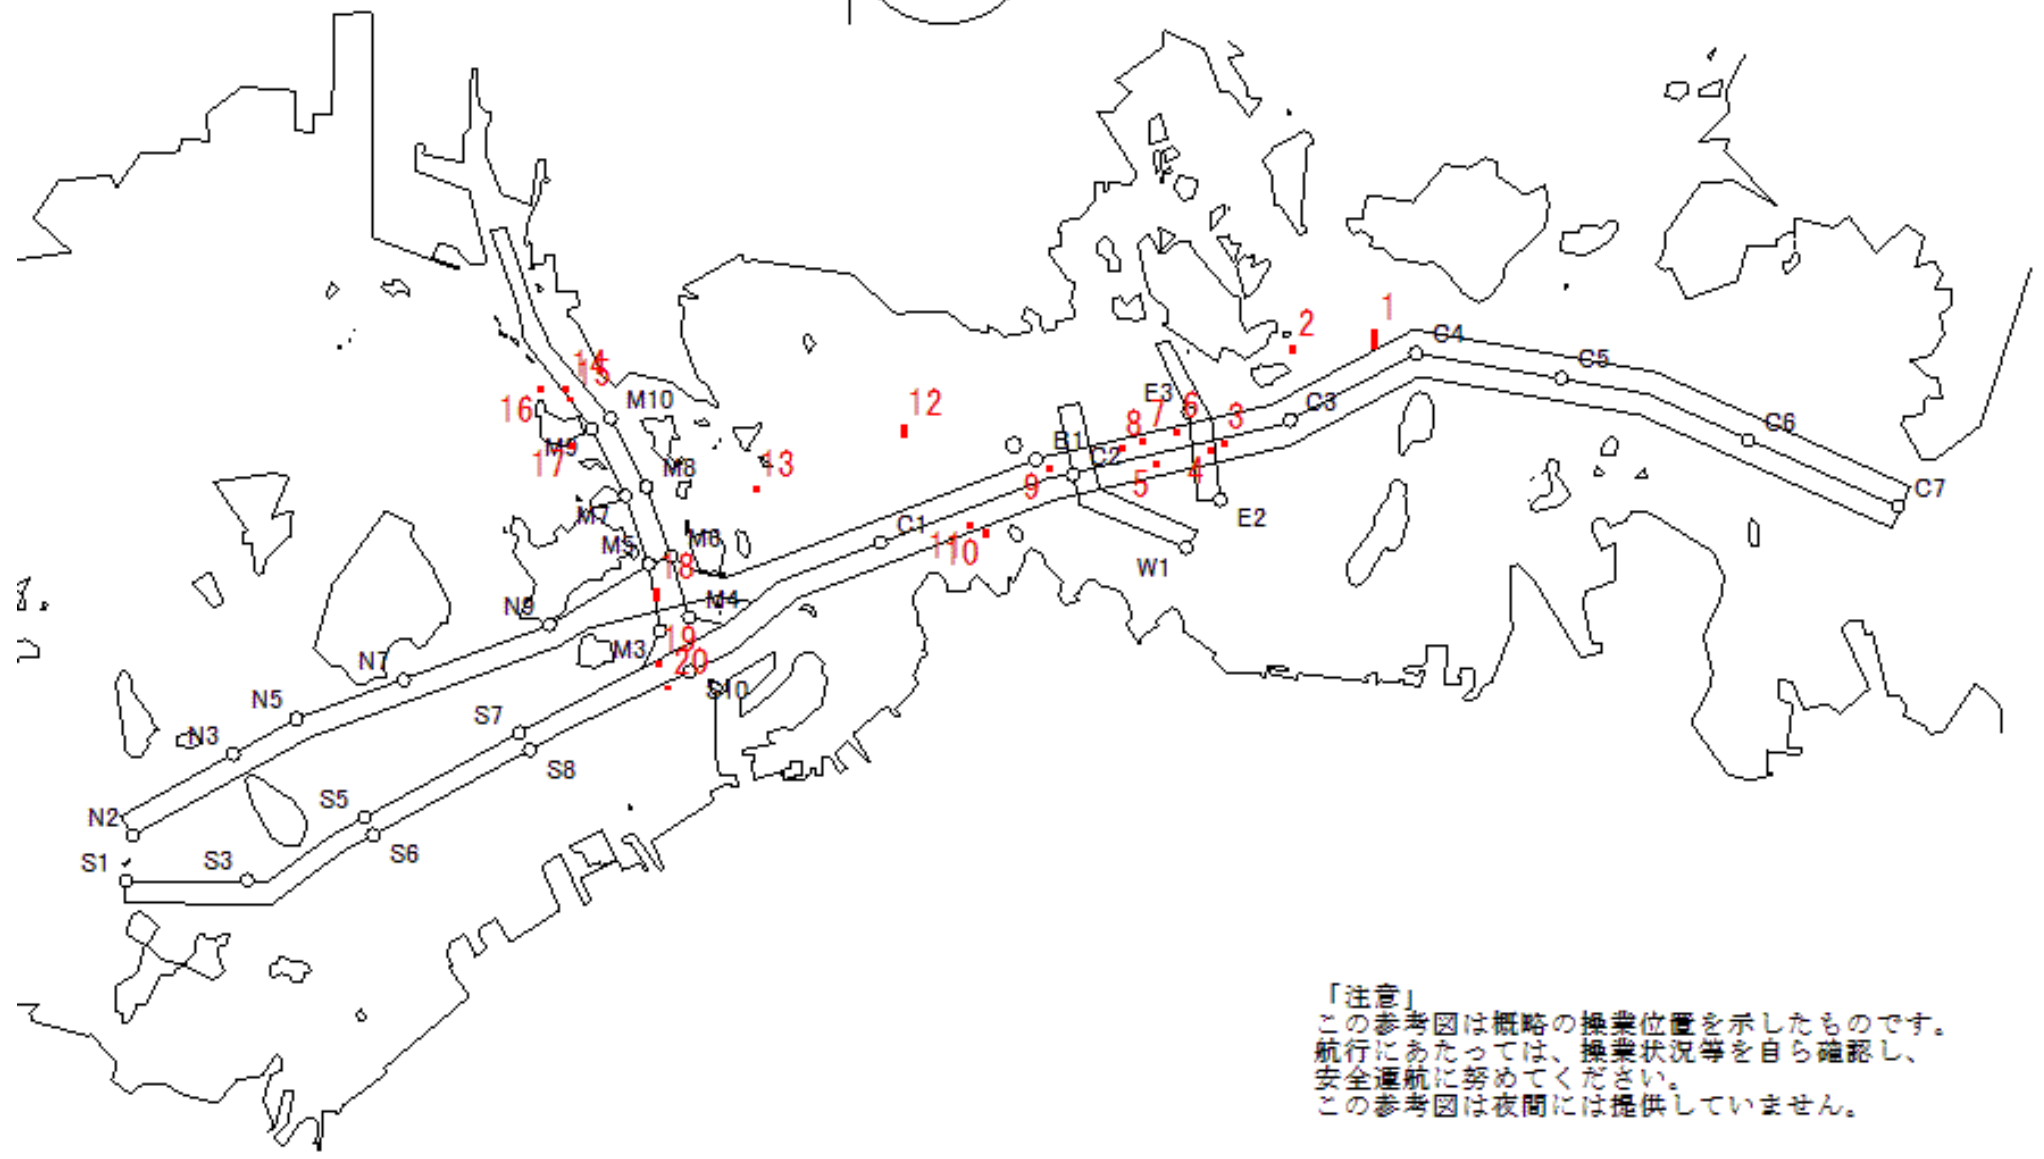 1
2
C4
C5
14
15
M10
16
12
E3
6
C3
7
3
8
C6
M9
B1
17
M8
13
C2
4
9
5
C7
M7
E2
C1
M5
M6
11
10
18
W1
N9
M4
19
M3
N7
20
S10
N5
S7
N3
S8
S5
N2
S6
S1
S3
「注意」
この参考図は概略の操業位置を示したものです。
航行にあたっては、操業状況等を自ら確認し、
安全運航に努めてください。
この参考図は夜間には提供していません。